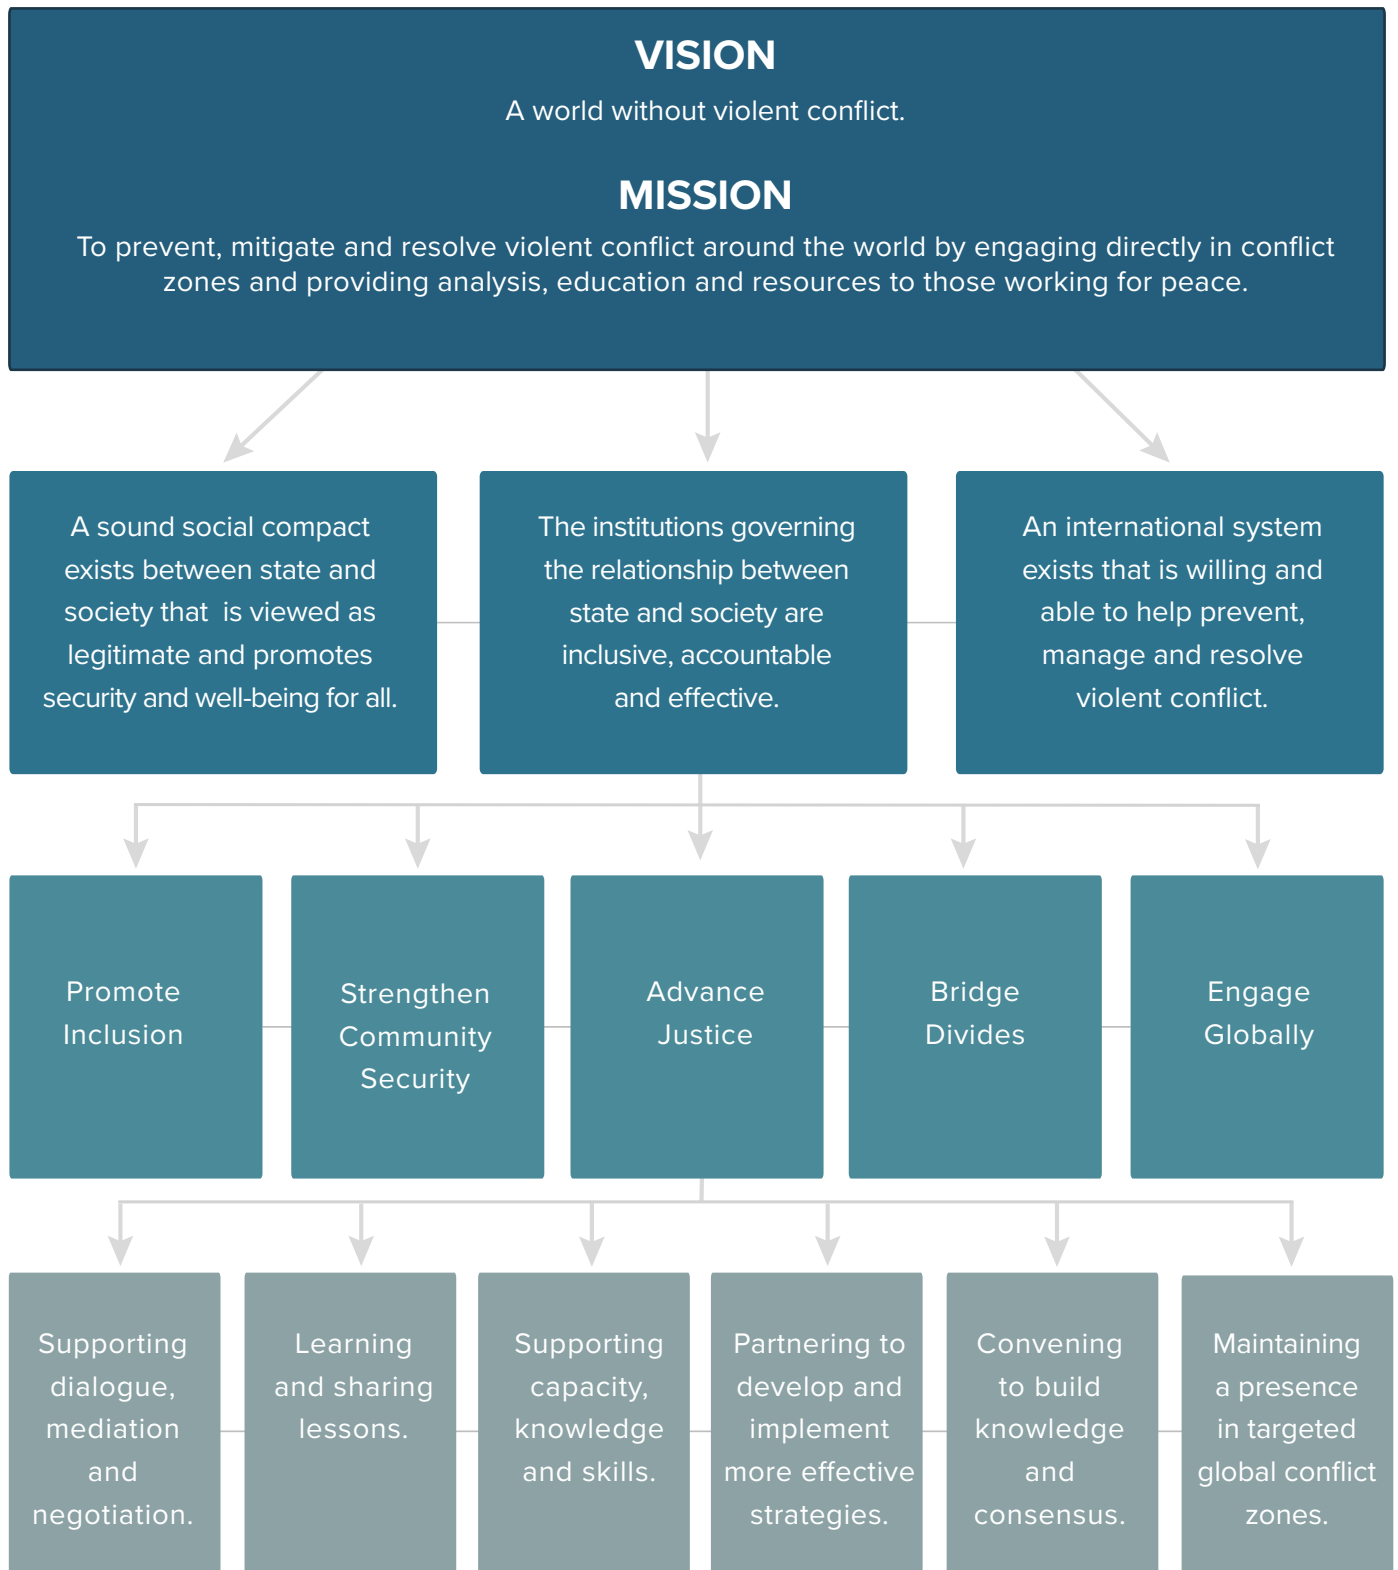 VISION
A world without violent conflict.
MISSION
To prevent, mitigate and resolve violent conflict around the world by engaging directly in conflict
zones and providing analysis, education and resources to those working for peace.
A sound social compact
exists between state and
society that is viewed as
legitimate and promotes
security and well-being for all.
The institutions governing
the relationship between
state and society are
inclusive, accountable
and effective.
An international system
exists that is willing and
able to help prevent,
manage and resolve
violent conflict.
Promote
Inclusion
Strengthen
Community
Security
Advance
Justice
Bridge
Divides
Engage
Globally
Supporting
dialogue,
mediation
and
negotiation.
Learning
and sharing
lessons.
Supporting
capacity,
knowledge
and skills.
Partnering to
develop and
implement
more effective
strategies.
Convening
to build
knowledge
and
consensus.
Maintaining
a presence
in targeted
global conflict
zones.